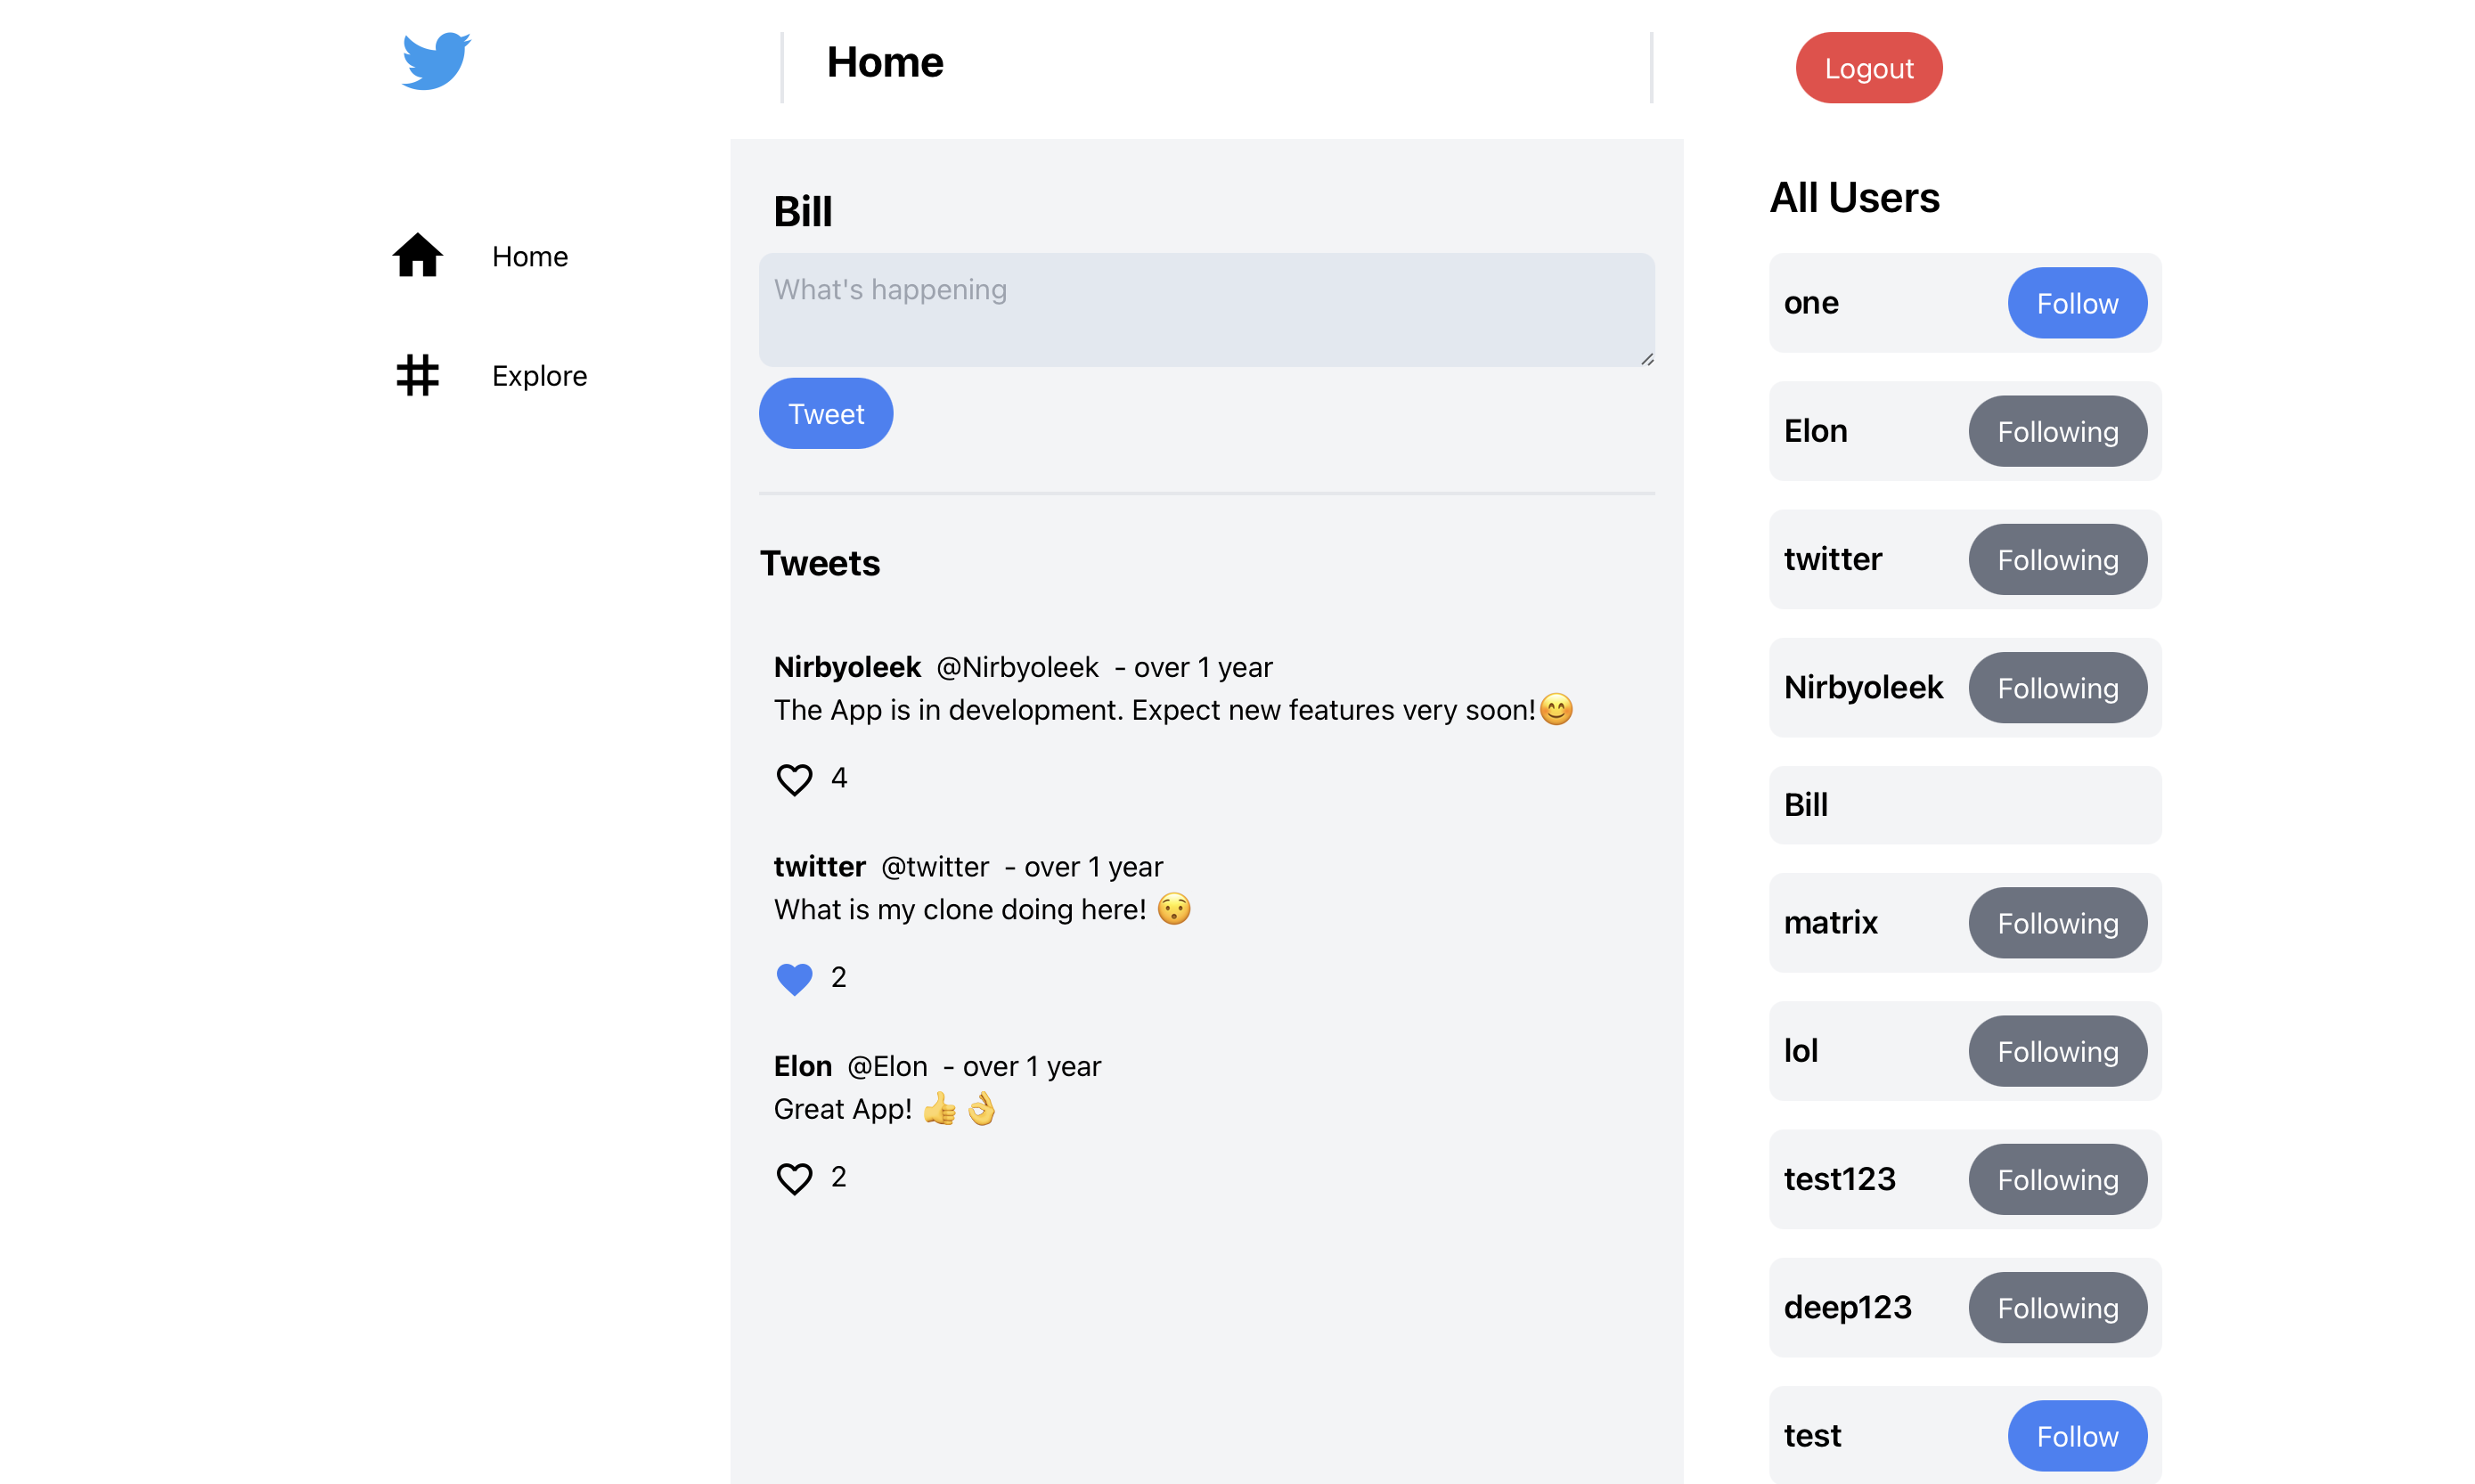 Home
Logout
Home
Explore
Bill
What's happening
Tweet
Tweets
Nirbyoleek @Nirbyoleek - over 1 year
The App is in development. Expect new features very soon!😊
4
twitter @twitter - over 1 year
What is my clone doing here! 😯
2
Elon @Elon - over 1 year
Great App! 👍👌
2
All Users
one Follow
Elon Following
twitter Following
Nirbyoleek Following
Bill
matrix Following
lol Following
test123 Following
deep123 Following
test Follow